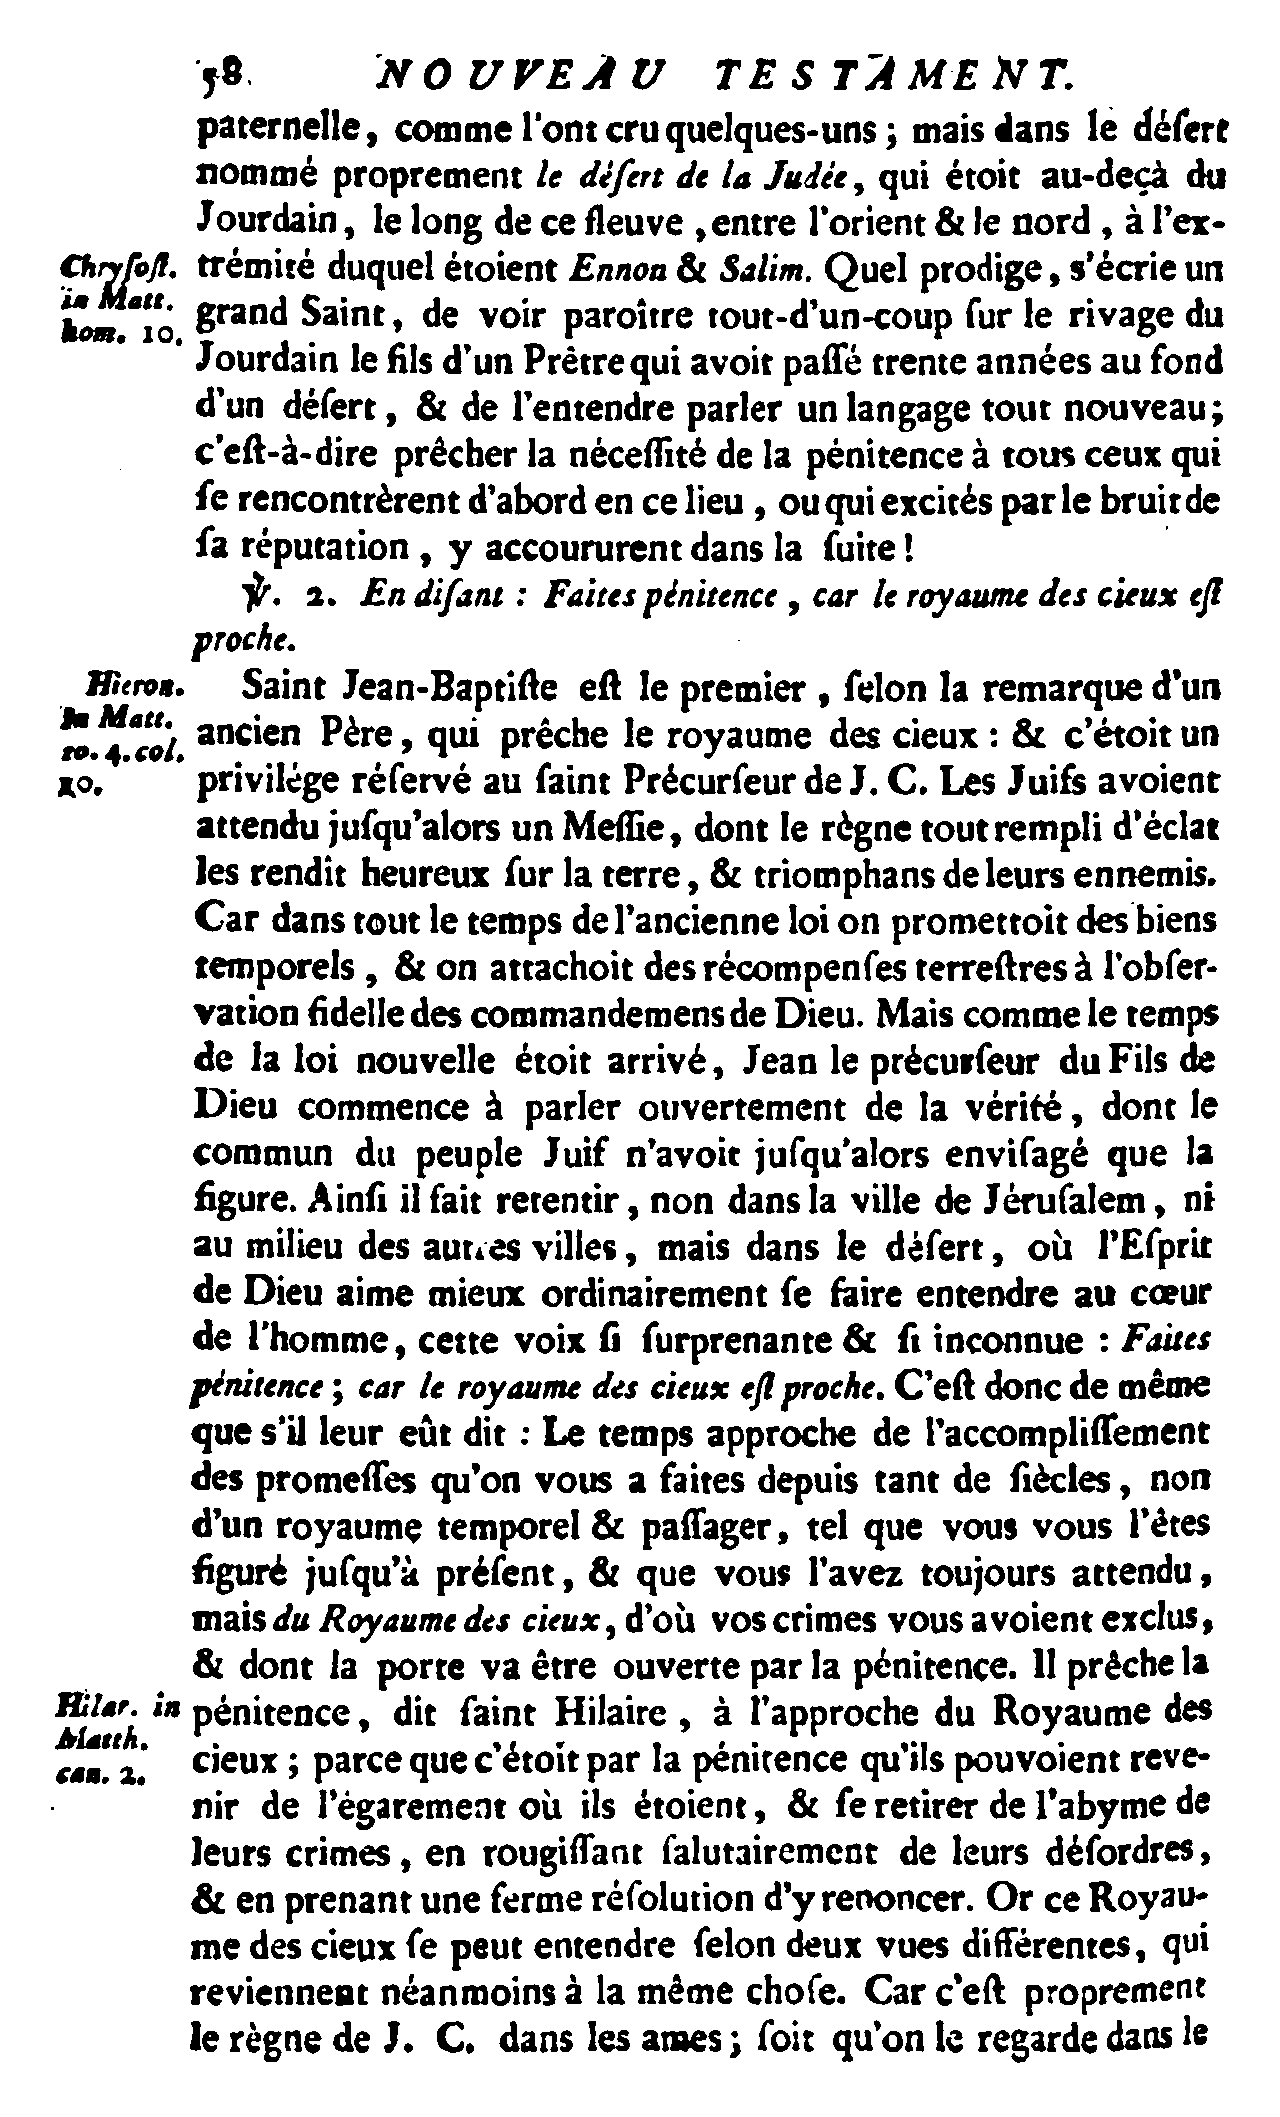 58. NOUVEAU TESTAMENT.
paternelle, comme l'ont cru quelques-uns ; mais dans le déſert
nommé proprement le déſert de la Judée, qui étoit au-deçà du
Jourdain, le long de ce fleuve, entre l'orient & le nord, à l'ex-
trémité duquel étoient Ennon & Salim. Quel prodige, s'écrie un
grand Saint, de voir paroître tout-d'un-coup ſur le rivage du
Jourdain le fils d'un Prêtre qui avoit paſſé trente années au fond
d'un déſert, & de l'entendre parler un langage tout nouveau;
c'eſt-à-dire prêcher la néceſſité de la pénitence à tous ceux qui
ſe rencontrèrent d'abord en ce lieu, ou qui excités par le bruit de
ſa réputation, y accoururent dans la ſuite !
Chryſoſt.
in Matt.
hom. 10.
℣. 2. En diſant : Faites pénitence, car le royaume des cieux eſt
proche.
Saint Jean-Baptiſte eſt le premier, ſelon la remarque d'un
ancien Père, qui prêche le royaume des cieux : & c'étoit un
privilége réſervé au ſaint Précurſeur de J. C. Les Juifs avoient
attendu juſqu'alors un Meſſie, dont le règne tout rempli d'éclat
les rendît heureux ſur la terre, & triomphans de leurs ennemis.
Car dans tout le temps de l'ancienne loi on promettoit des biens
temporels, & on attachoit des récompenſes terreſtres à l'obſer-
vation fidelle des commandemens de Dieu. Mais comme le temps
de la loi nouvelle étoit arrivé, Jean le précurſeur du Fils de
Dieu commence à parler ouvertement de la vérité, dont le
commun du peuple Juif n'avoit juſqu'alors enviſagé que la
figure. Ainſi il fait retentir, non dans la ville de Jéruſalem, ni
au milieu des autres villes, mais dans le déſert, où l'Eſprit
de Dieu aime mieux ordinairement ſe faire entendre au cœur
de l'homme, cette voix ſi ſurprenante & ſi inconnue : Faites
pénitence ; car le royaume des cieux eſt proche. C'eſt donc de même
que s'il leur eût dit : Le temps approche de l'accompliſſement
des promeſſes qu'on vous a faites depuis tant de ſiècles, non
d'un royaume temporel & paſſager, tel que vous vous l'êtes
figuré juſqu'à préſent, & que vous l'avez toujours attendu,
mais du Royaume des cieux, d'où vos crimes vous avoient exclus,
& dont la porte va être ouverte par la pénitence. Il prêche la
pénitence, dit ſaint Hilaire, à l'approche du Royaume des
cieux ; parce que c'étoit par la pénitence qu'ils pouvoient reve-
nir de l'égarement où ils étoient, & ſe retirer de l'abyme de
leurs crimes, en rougiſſant ſalutairement de leurs déſordres,
& en prenant une ferme réſolution d'y renoncer. Or ce Royau-
me des cieux ſe peut entendre ſelon deux vues différentes, qui
reviennent néanmoins à la même choſe. Car c'eſt proprement
le règne de J. C. dans les ames ; ſoit qu'on le regarde dans le
Hieron.
in Matt.
to. 4. col.
10.
Hilar. in
Matth.
can. 2.